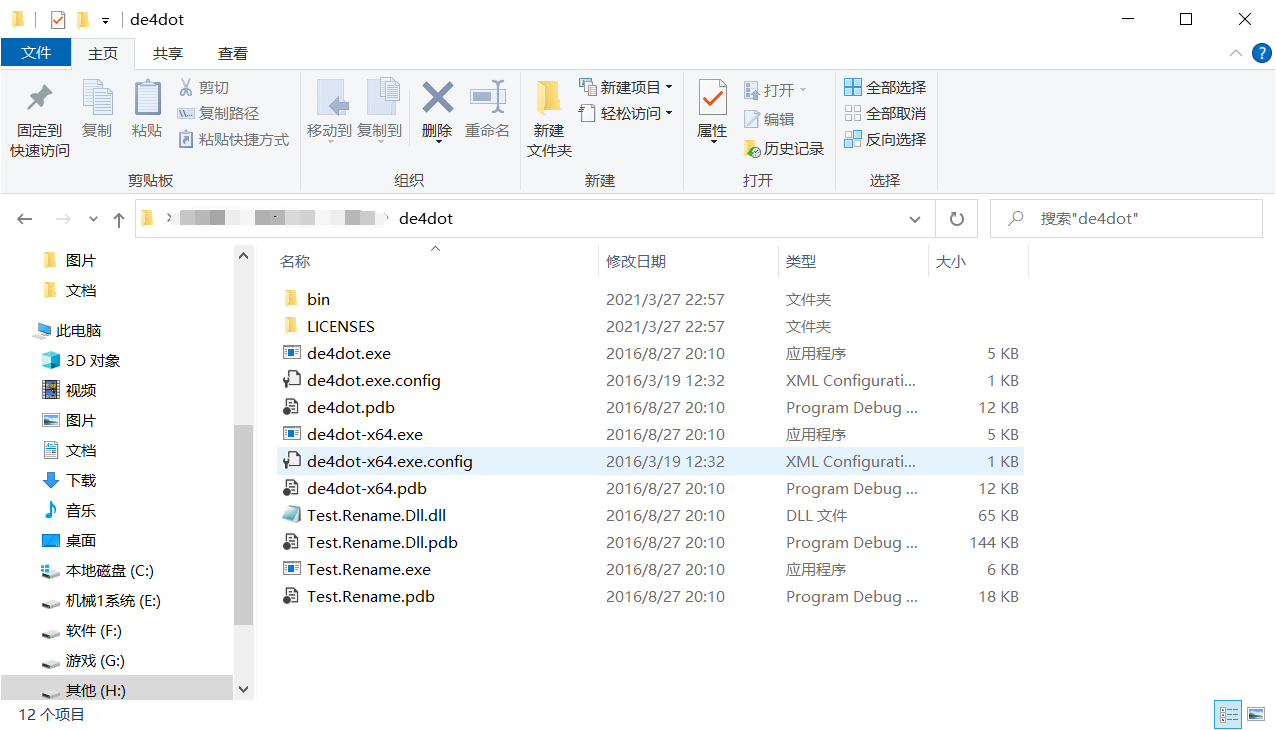 de4dot
文件 主页 共享 查看
固定到
快速访问
复制
粘贴
剪切
复制路径
粘贴快捷方式
剪贴板
移动到 复制到 删除 重命名
组织
新建
文件夹
新建项目
轻松访问
新建
属性
打开
编辑
历史记录
打开
全部选择
全部取消
反向选择
选择
de4dot
搜索"de4dot"
图片
文档
此电脑
3D 对象
视频
图片
文档
下载
音乐
桌面
本地磁盘 (C:)
机械1系统 (E:)
软件 (F:)
游戏 (G:)
其他 (H:)
名称 修改日期 类型 大小
bin 2021/3/27 22:57 文件夹
LICENSES 2021/3/27 22:57 文件夹
de4dot.exe 2016/8/27 20:10 应用程序 5 KB
de4dot.exe.config 2016/3/19 12:32 XML Configurati... 1 KB
de4dot.pdb 2016/8/27 20:10 Program Debug ... 12 KB
de4dot-x64.exe 2016/8/27 20:10 应用程序 5 KB
de4dot-x64.exe.config 2016/3/19 12:32 XML Configurati... 1 KB
de4dot-x64.pdb 2016/8/27 20:10 Program Debug ... 12 KB
Test.Rename.Dll.dll 2016/8/27 20:10 DLL 文件 65 KB
Test.Rename.Dll.pdb 2016/8/27 20:10 Program Debug ... 144 KB
Test.Rename.exe 2016/8/27 20:10 应用程序 6 KB
Test.Rename.pdb 2016/8/27 20:10 Program Debug ... 18 KB
12 个项目